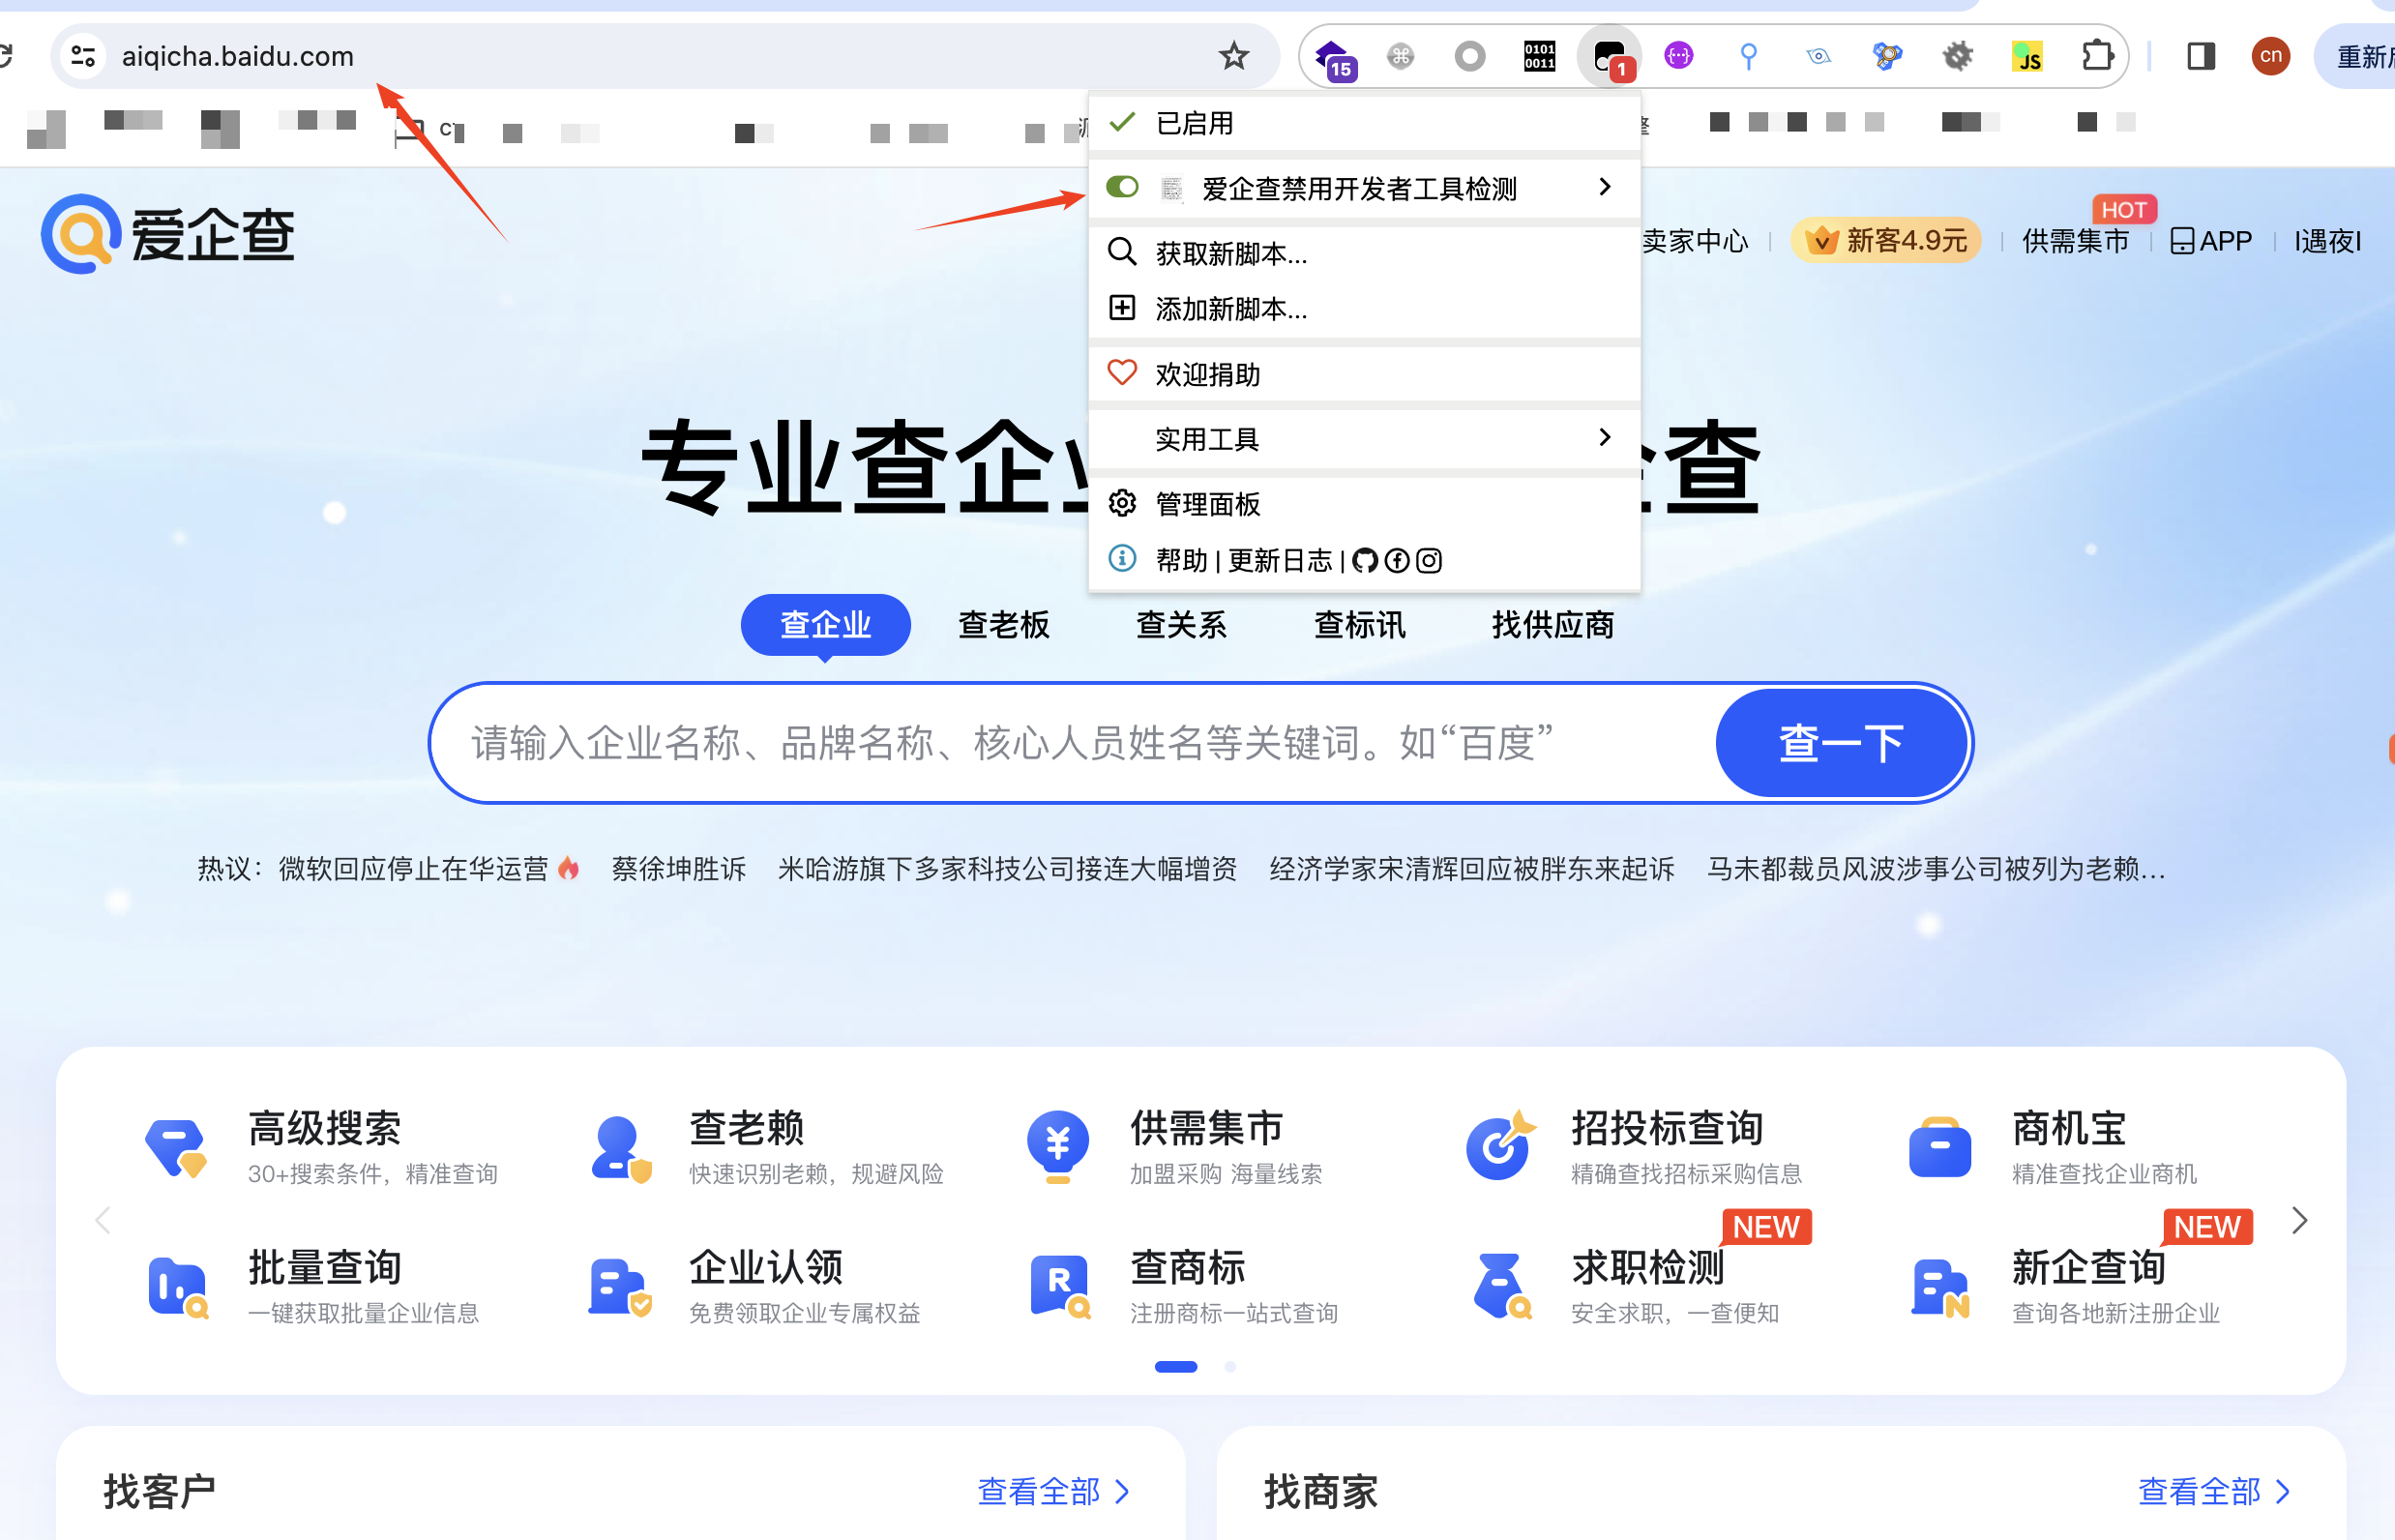 aiqicha.baidu.com
15
0101
0011
1
JS
cn
重新
已启用
爱企查禁用开发者工具检测
获取新脚本...
添加新脚本...
欢迎捐助
实用工具
管理面板
帮助 | 更新日志 |
爱企查
卖家中心
新客4.9元
HOT
供需集市
APP
I遇夜I
专业查企
查
查企业
查老板
查关系
查标讯
找供应商
请输入企业名称、品牌名称、核心人员姓名等关键词。如“百度”
查一下
热议：微软回应停止在华运营 蔡徐坤胜诉 米哈游旗下多家科技公司接连大幅增资 经济学家宋清辉回应被胖东来起诉 马未都裁员风波涉事公司被列为老赖...
高级搜索
30+搜索条件，精准查询
查老赖
快速识别老赖，规避风险
供需集市
加盟采购 海量线索
招投标查询
精确查找招标采购信息
商机宝
精准查找企业商机
批量查询
一键获取批量企业信息
企业认领
免费领取企业专属权益
查商标
注册商标一站式查询
NEW
求职检测
安全求职，一查便知
NEW
新企查询
查询各地新注册企业
找客户
查看全部
找商家
查看全部